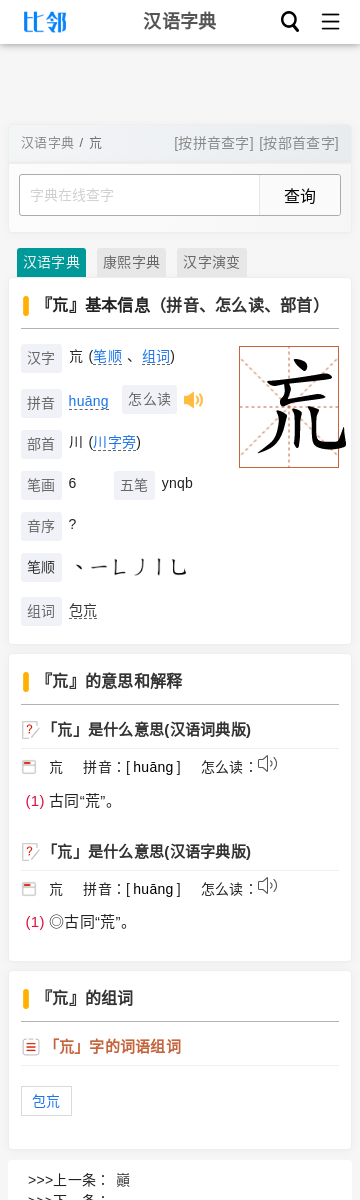 比邻 汉语字典
汉语字典 / 巟 [按拼音查字] [按部首查字]
字典在线查字 查询
汉语字典 康熙字典 汉字演变
『巟』基本信息（拼音、怎么读、部首）
汉字 巟 (笔顺 、组词)
拼音 huāng 怎么读
部首 川 (川字旁)
笔画 6 五笔 ynqb
音序 ?
笔顺 丶一乚丿丨乚
组词 包巟
巟
『巟』的意思和解释
「巟」是什么意思(汉语词典版)
巟 拼音：[ huāng ] 怎么读：
(1) 古同“荒”。
「巟」是什么意思(汉语字典版)
巟 拼音：[ huāng ] 怎么读：
(1) ◎古同“荒”。
『巟』的组词
「巟」字的词语组词
包巟
>>>上一条： 巔